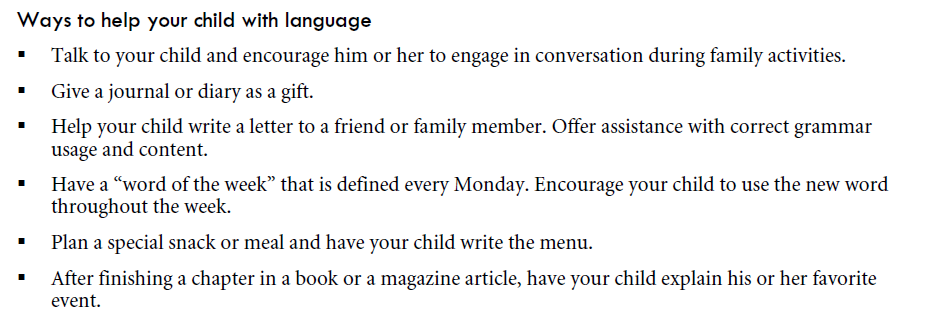 Ways to help your child with language
▪ Talk to your child and encourage him or her to engage in conversation during family activities.
▪ Give a journal or diary as a gift.
▪ Help your child write a letter to a friend or family member. Offer assistance with correct grammar
usage and content.
▪ Have a “word of the week” that is defined every Monday. Encourage your child to use the new word
throughout the week.
▪ Plan a special snack or meal and have your child write the menu.
▪ After finishing a chapter in a book or a magazine article, have your child explain his or her favorite
event.